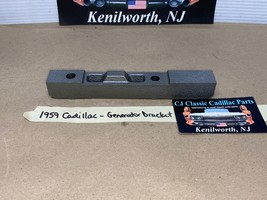 Kenilworth, NJ
1959 Cadillac - Generator Bracket
CJ Classic Cadillac Parts
Kenilworth, NJ